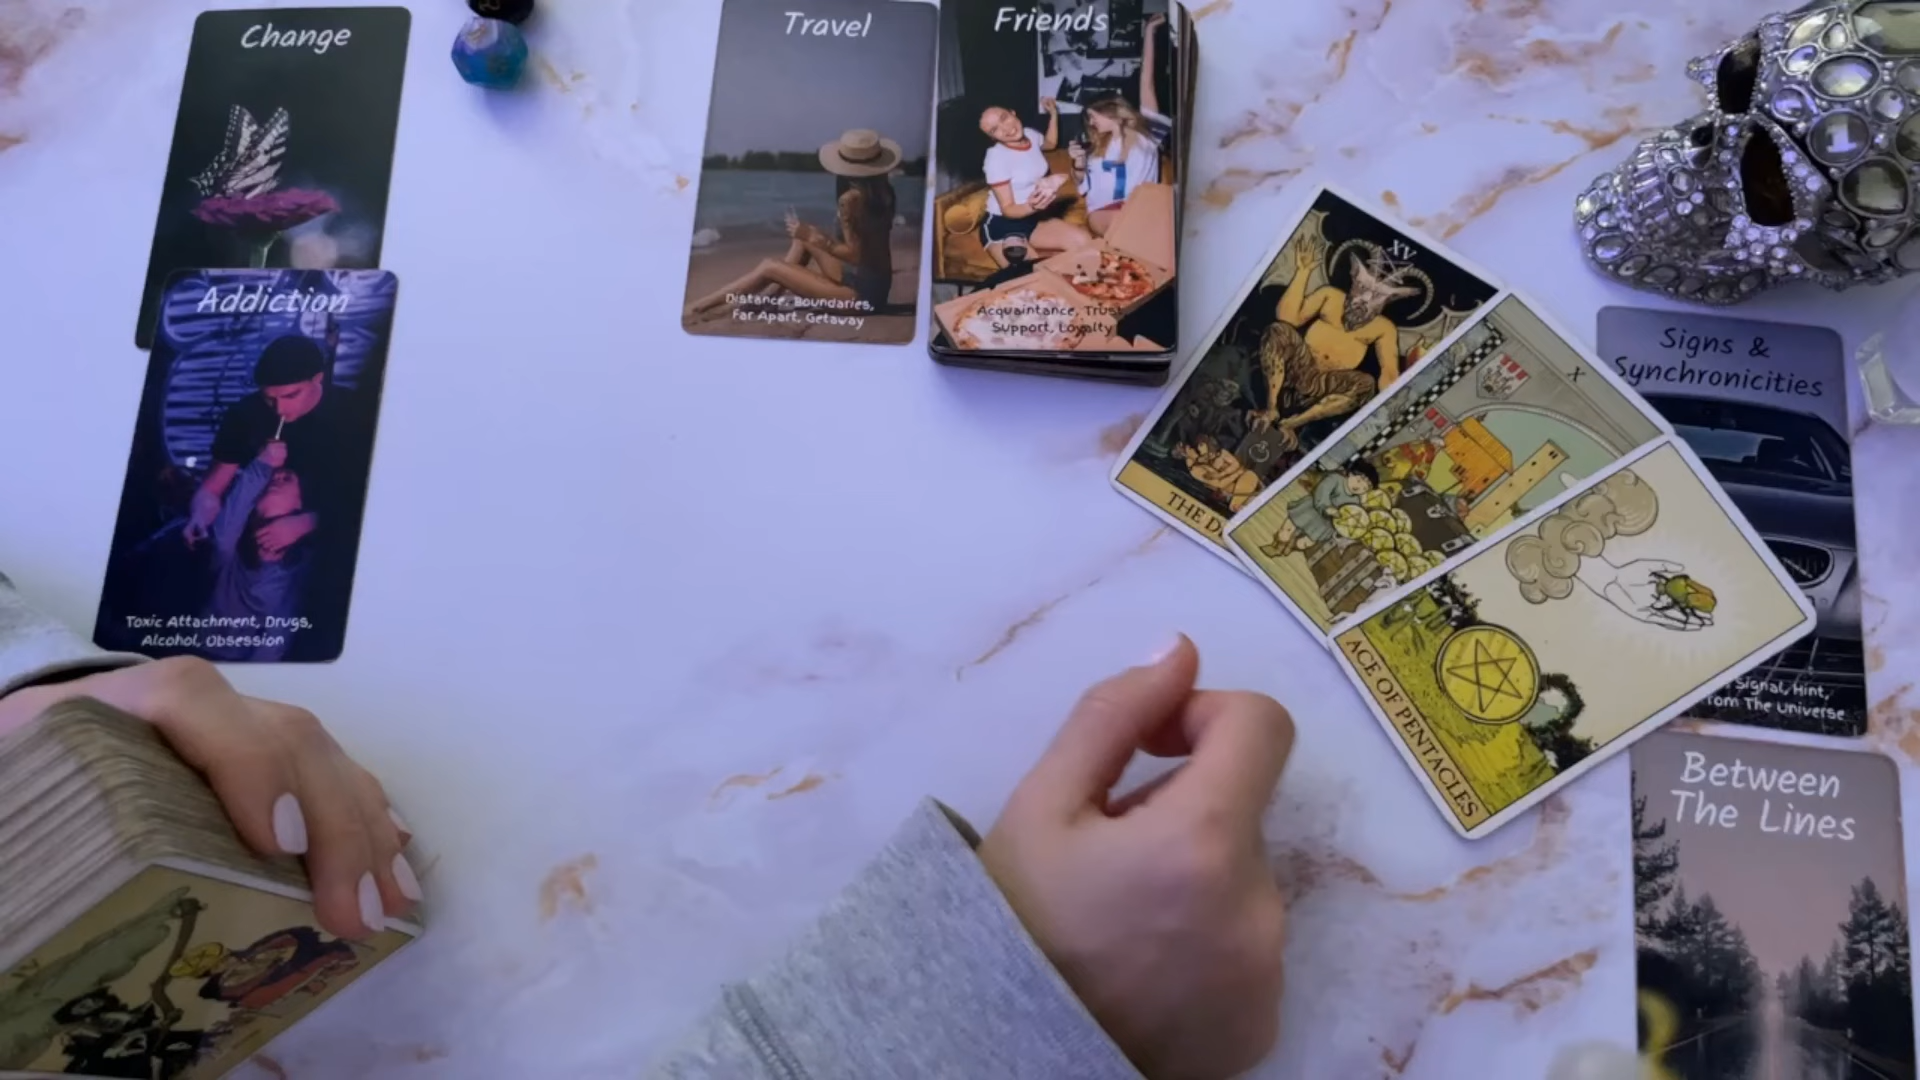 Change
Addiction
Toxic Attachment, Drugs,
Alcohol, Obsession
Travel
Distance, Boundaries,
Far Apart, Getaway
Friends
Acquaintance, Trust
Support, Loyalty
XV
THE D
X
ACE OF PENTACLES
Signs &
Synchronicities
Signal, Hint,
From The Universe
Between
The Lines